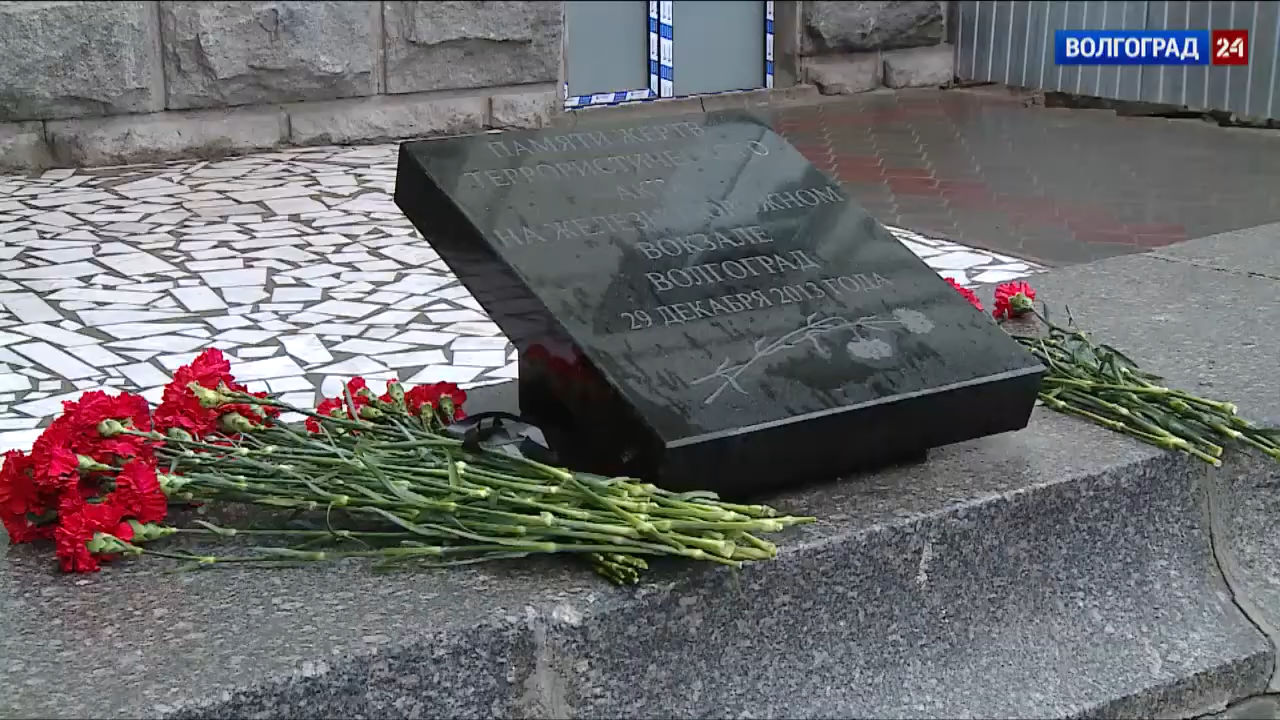 ВОЛГОГРАД 24
ПАМЯТИ ЖЕРТВ
ТЕРРОРИСТИЧЕСКОГО
АКТА
НА ЖЕЛЕЗНОДОРОЖНОМ
ВОКЗАЛЕ
ВОЛГОГРАД
29 ДЕКАБРЯ 2013 ГОДА